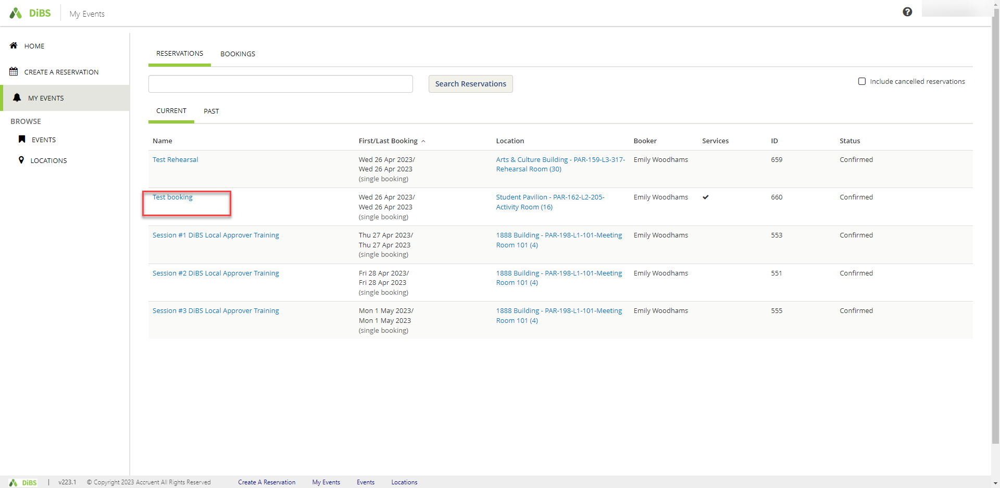 DiBS
My Events
HOME
CREATE A RESERVATION
MY EVENTS
BROWSE
EVENTS
LOCATIONS
RESERVATIONS BOOKINGS
Search Reservations
Include cancelled reservations
CURRENT PAST
Name First/Last Booking Location Booker Services ID Status
Test Rehearsal Wed 26 Apr 2023/ Arts & Culture Building - PAR-159-L3-317- Emily Woodhams 659 Confirmed
Wed 26 Apr 2023 Rehearsal Room (30)
(single booking)
Test booking Wed 26 Apr 2023/ Student Pavilion - PAR-162-L2-205- Emily Woodhams ✔ 660 Confirmed
Wed 26 Apr 2023 Activity Room (16)
(single booking)
Session #1 DiBS Local Approver Training Thu 27 Apr 2023/ 1888 Building - PAR-198-L1-101-Meeting Emily Woodhams 553 Confirmed
Thu 27 Apr 2023 Room 101 (4)
(single booking)
Session #2 DiBS Local Approver Training Fri 28 Apr 2023/ 1888 Building - PAR-198-L1-101-Meeting Emily Woodhams 551 Confirmed
Fri 28 Apr 2023 Room 101 (4)
(single booking)
Session #3 DiBS Local Approver Training Mon 1 May 2023/ 1888 Building - PAR-198-L1-101-Meeting Emily Woodhams 555 Confirmed
Mon 1 May 2023 Room 101 (4)
(single booking)
DiBS | v223.1 © Copyright 2023 Accruent All Rights Reserved Create A Reservation My Events Events Locations